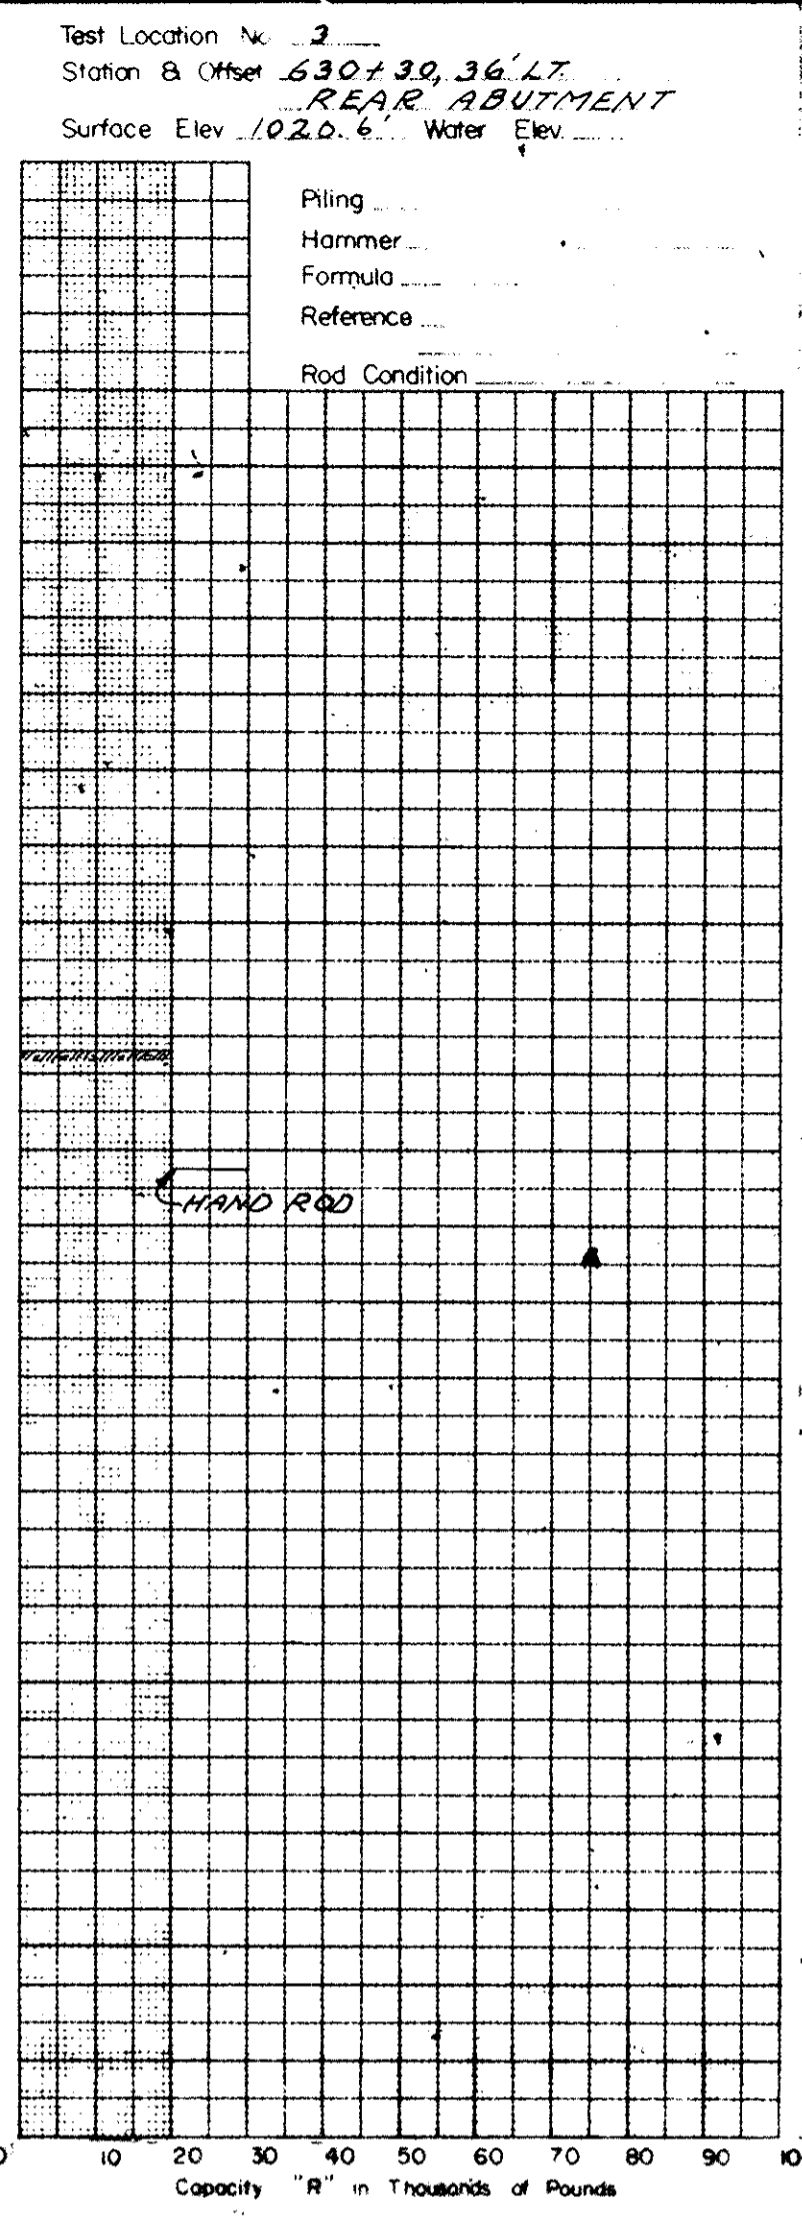 Test Location No 3
Station & Offset 630+30, 36' LT.
REAR ABUTMENT
Surface Elev 1020.6' Water Elev
Piling
Hammer
Formula
Reference
Rod Condition
HAND ROD
0 10 20 30 40 50 60 70 80 90 10
Capacity "R" in Thousands of Pounds